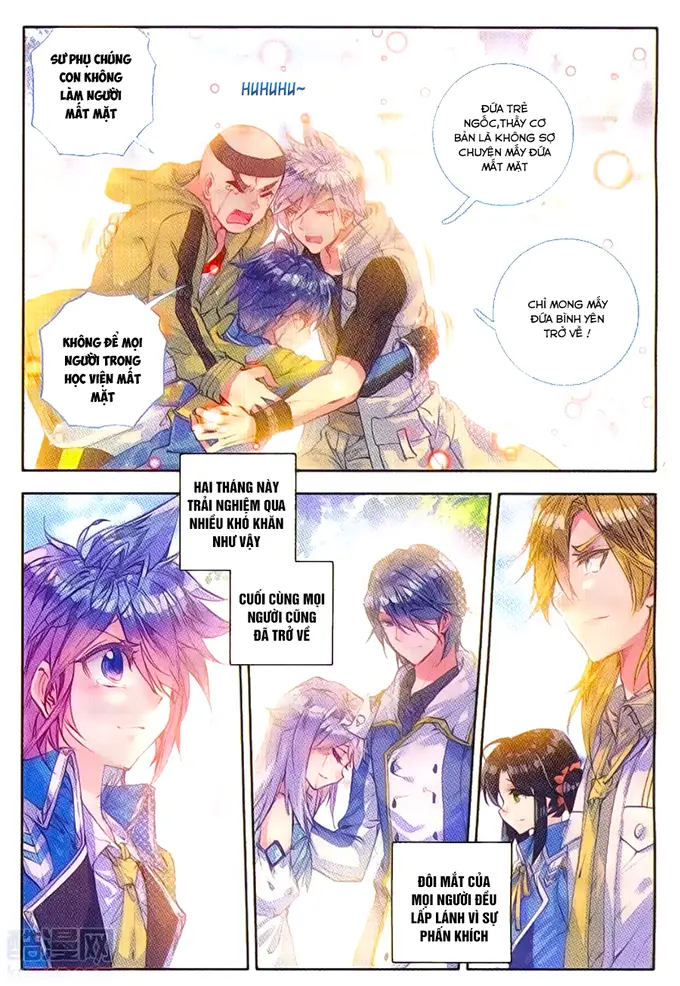 SƯ PHỤ CHÚNG
CON KHÔNG
LÀM NGƯỜI
MẤT MẶT
HUHUHU~
ĐỨA TRẺ
NGỐC,THẦY CƠ
BẢN LÀ KHÔNG SỢ
CHUYỆN MẤY ĐỨA
MẤT MẶT
CHỈ MONG MẤY
ĐỨA BÌNH YÊN
TRỞ VỀ !
KHÔNG ĐỂ MỌI
NGƯỜI TRONG
HỌC VIỆN MẤT
MẶT
HAI THÁNG NÀY
TRẢI NGHIỆM QUA
NHIỀU KHÓ KHĂN
NHƯ VẬY
CUỐI CÙNG MỌI
NGƯỜI CŨNG
ĐÃ TRỞ VỀ
ĐÔI MẮT CỦA
MỌI NGƯỜI ĐỀU
LẤP LÁNH VÌ SỰ
PHẤN KHÍCH
酷漫网